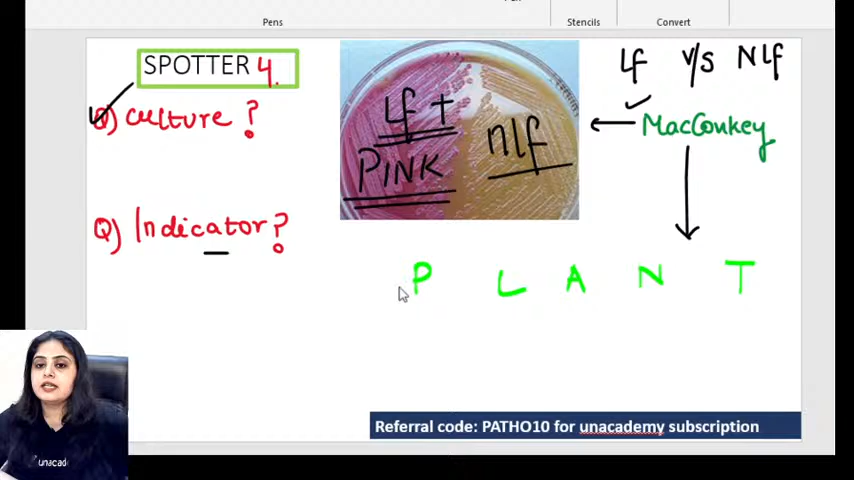 Pens
Stencils
Convert
SPOTTER 4.
Q) Culture?
Q) Indicator?
Lf + 
PINK
nlf
Lf v/s Nlf
MacConkey
P L A N T
unacad
Referral code: PATHO10 for unacademy subscription